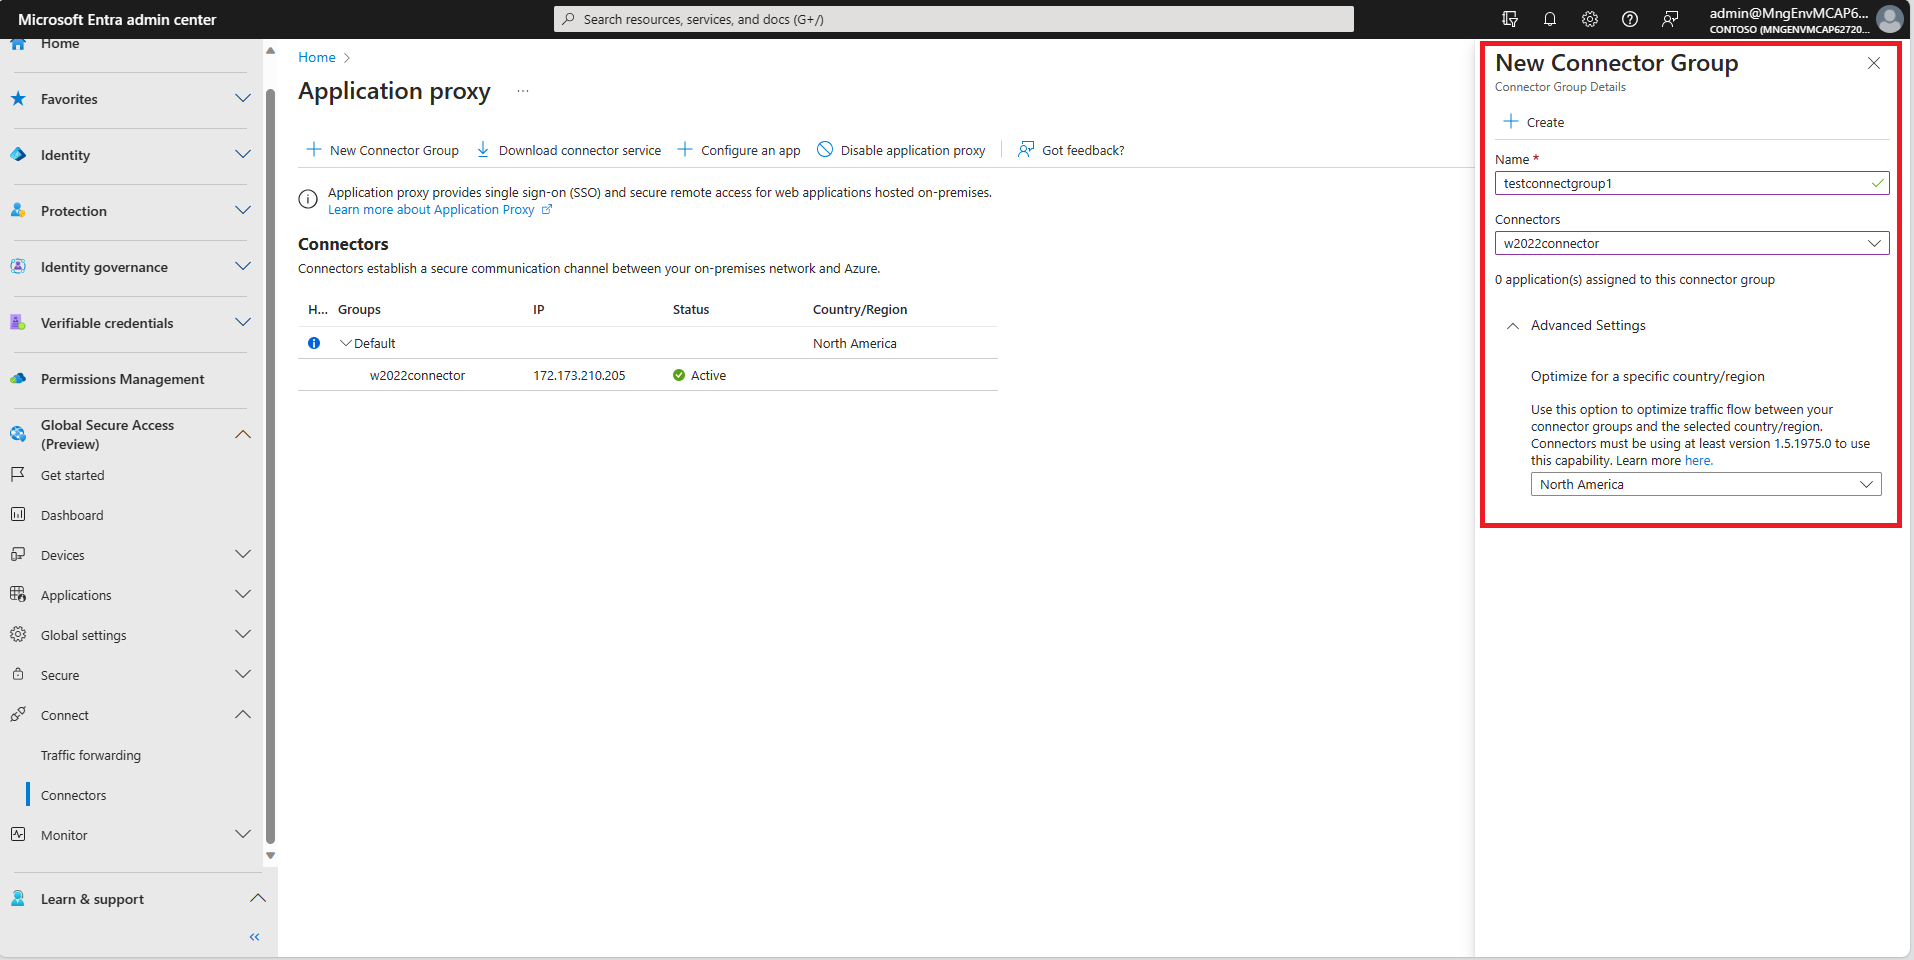 Microsoft Entra admin center
Search resources, services, and docs (G+/)
admin@MngEnvMCAP6...
CONTOSO (MNGENVMCAP62720...
Home
Favorites
Identity
Protection
Identity governance
Verifiable credentials
Permissions Management
Global Secure Access
(Preview)
Get started
Dashboard
Devices
Applications
Global settings
Secure
Connect
Traffic forwarding
Connectors
Monitor
Learn & support
Home
Application proxy ...
New Connector Group
Download connector service
Configure an app
Disable application proxy
Got feedback?
Application proxy provides single sign-on (SSO) and secure remote access for web applications hosted on-premises.
Learn more about Application Proxy
Connectors
Connectors establish a secure communication channel between your on-premises network and Azure.
H... Groups IP Status Country/Region
Default North America
w2022connector 172.173.210.205 Active
New Connector Group
Connector Group Details
Create
Name *
testconnectgroup1
Connectors
w2022connector
0 application(s) assigned to this connector group
Advanced Settings
Optimize for a specific country/region
Use this option to optimize traffic flow between your
connector groups and the selected country/region.
Connectors must be using at least version 1.5.1975.0 to use
this capability. Learn more here.
North America